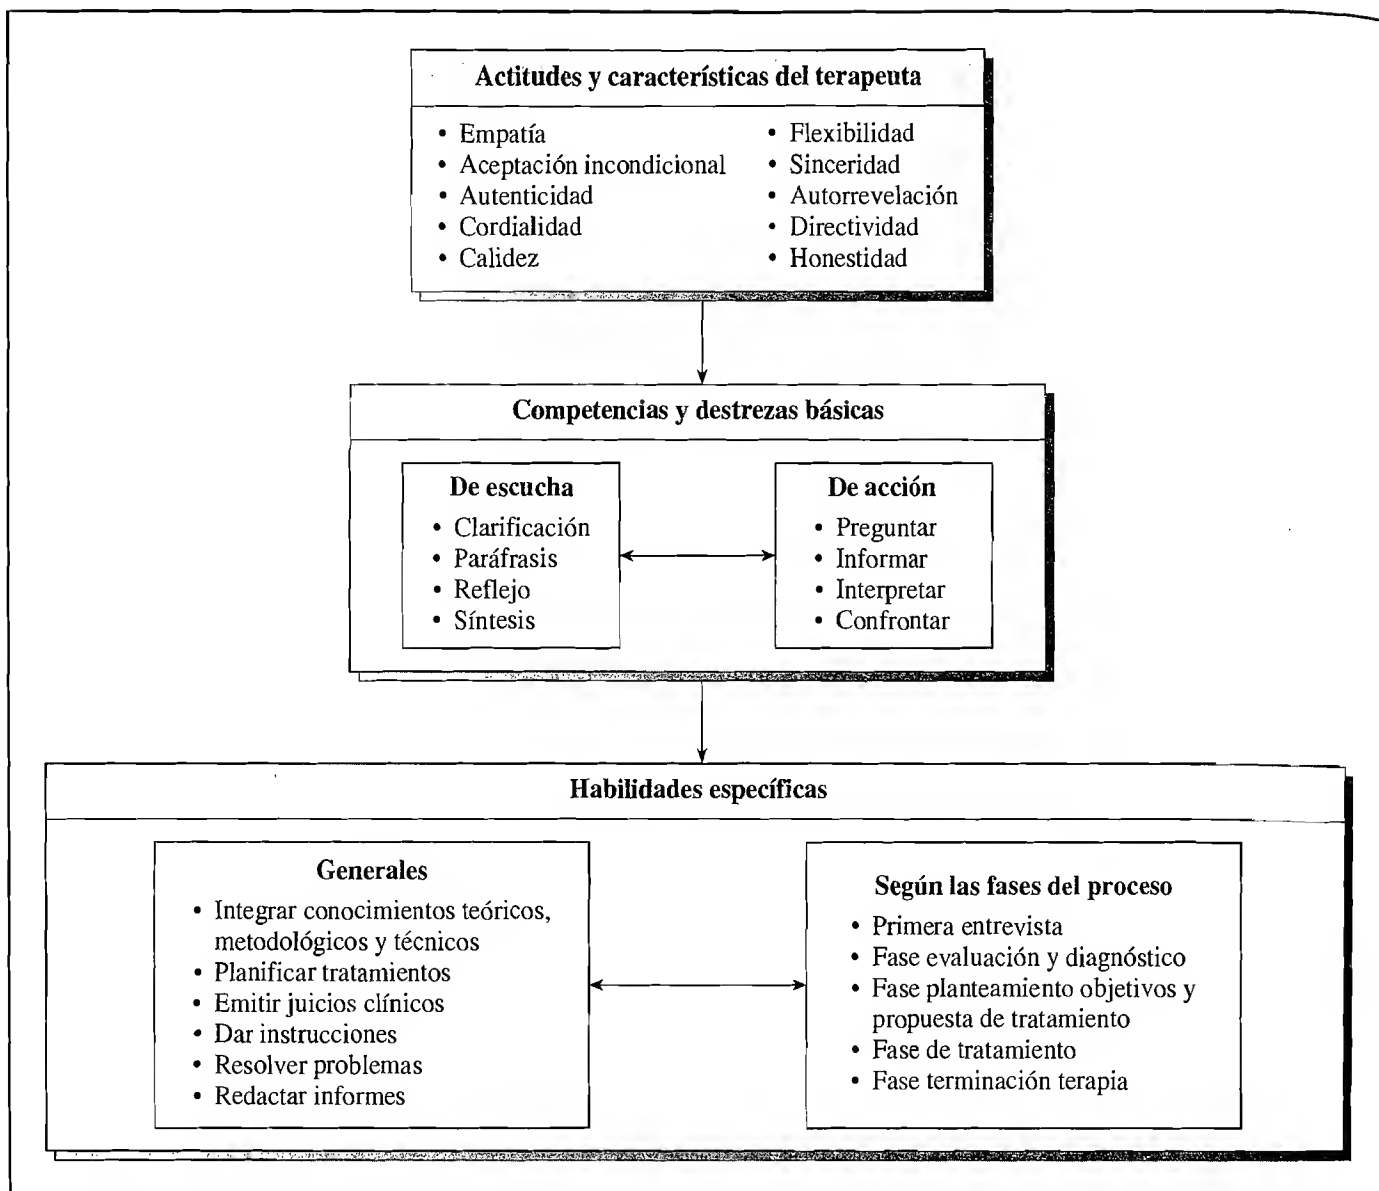 Actitudes y características del terapeuta
• Empatía
• Aceptación incondicional
• Autenticidad
• Cordialidad
• Calidez
• Flexibilidad
• Sinceridad
• Autorrevelación
• Directividad
• Honestidad
Competencias y destrezas básicas
De escucha
• Clarificación
• Paráfrasis
• Reflejo
• Síntesis
De acción
• Preguntar
• Informar
• Interpretar
• Confrontar
Habilidades específicas
Generales
• Integrar conocimientos teóricos,
metodológicos y técnicos
• Planificar tratamientos
• Emitir juicios clínicos
• Dar instrucciones
• Resolver problemas
• Redactar informes
Según las fases del proceso
• Primera entrevista
• Fase evaluación y diagnóstico
• Fase planteamiento objetivos y
propuesta de tratamiento
• Fase de tratamiento
• Fase terminación terapia